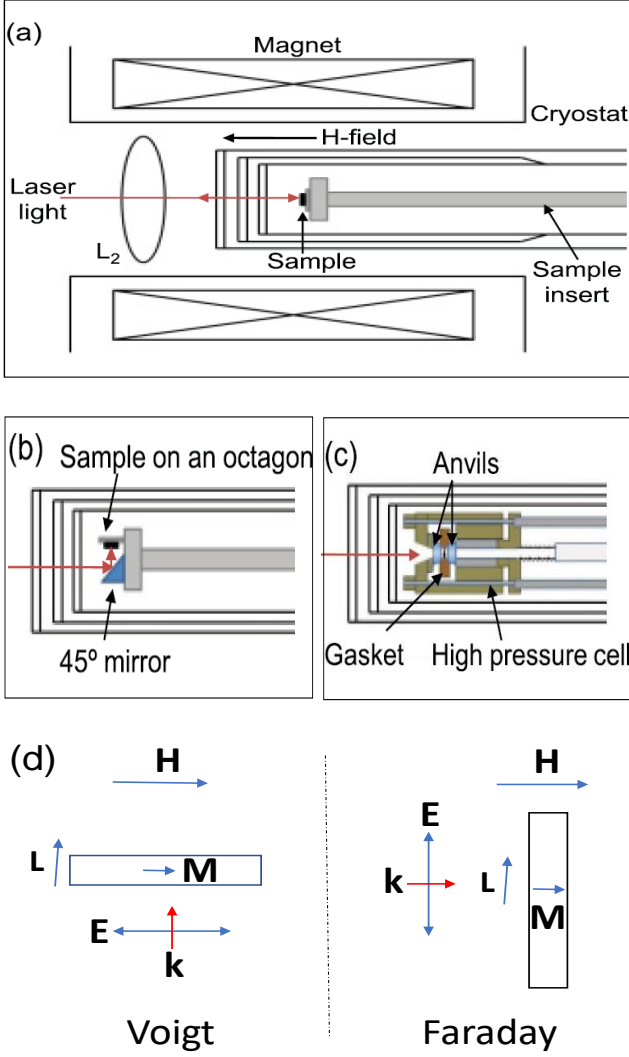 (a)
Magnet
Cryostat
H-field
Laser
light
L2
Sample
Sample
insert
(b)
Sample on an octagon
45º mirror
(c)
Anvils
Gasket
High pressure cell
(d)
H
L
M
E
k
Voigt
H
E
k
L
M
Faraday